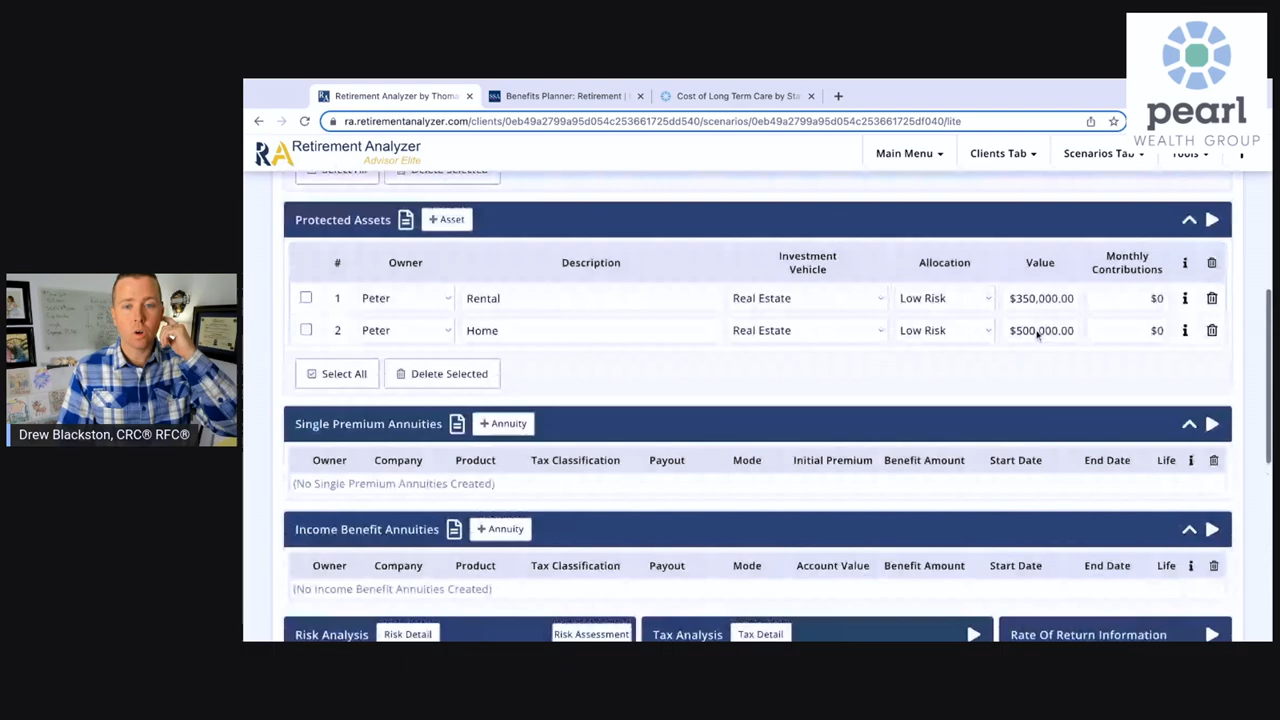 pearl
WEALTH GROUP
Retirement Analyzer by Thoma
Benefits Planner: Retirement |
Cost of Long Term Care by Sta
ra.retirementanalyzer.com/clients/0eb49a2799a95d054c253661725dd540/scenarios/0eb49a2799a95d054c253661725df040/lite
RA Retirement Analyzer
Advisor Elite
Main Menu
Clients Tab
Scenarios Tab
Tools
Select All
Delete Selected
Protected Assets + Asset
# Owner Description Investment Vehicle Allocation Value Monthly Contributions
1 Peter Rental Real Estate Low Risk $350,000.00 $0
2 Peter Home Real Estate Low Risk $500,000.00 $0
Select All Delete Selected
Single Premium Annuities + Annuity
Owner Company Product Tax Classification Payout Mode Initial Premium Benefit Amount Start Date End Date Life
(No Single Premium Annuities Created)
Income Benefit Annuities + Annuity
Owner Company Product Tax Classification Payout Mode Account Value Benefit Amount Start Date End Date Life
(No Income Benefit Annuities Created)
Risk Analysis Risk Detail Risk Assessment Tax Analysis Tax Detail Rate Of Return Information
Drew Blackston, CRC® RFC®